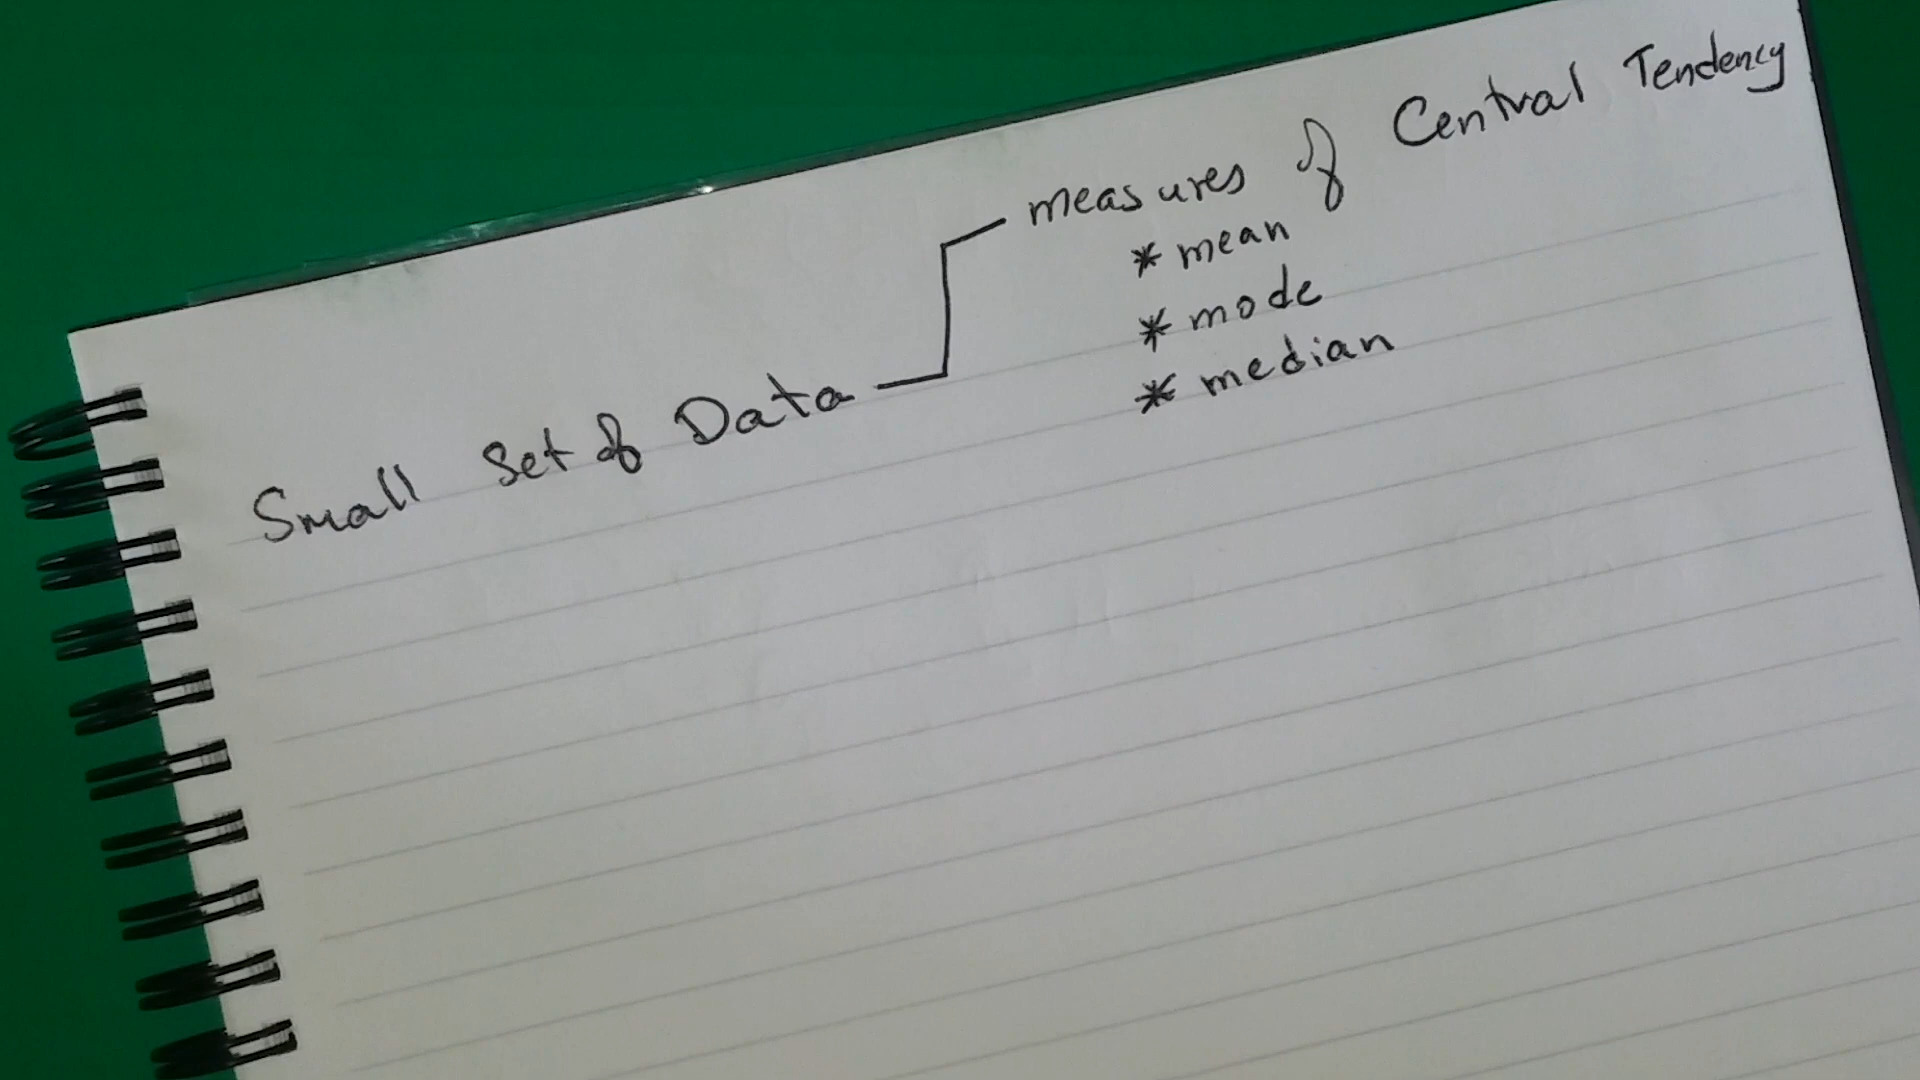 measures of Central Tendency
* mean
* mode
* median
Small Set of Data